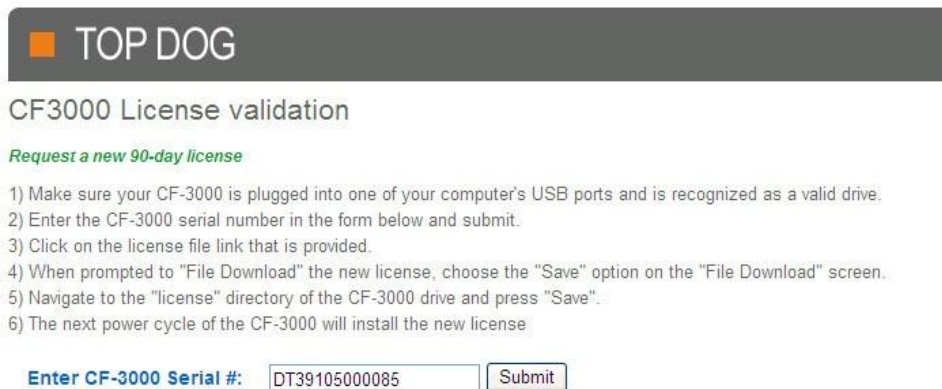 TOP DOG
CF3000 License validation
Request a new 90-day license
1) Make sure your CF-3000 is plugged into one of your computer's USB ports and is recognized as a valid drive.
2) Enter the CF-3000 serial number in the form below and submit.
3) Click on the license file link that is provided.
4) When prompted to "File Download" the new license, choose the "Save" option on the "File Download" screen.
5) Navigate to the "license" directory of the CF-3000 drive and press "Save".
6) The next power cycle of the CF-3000 will install the new license
Enter CF-3000 Serial #: DT39105000085 Submit